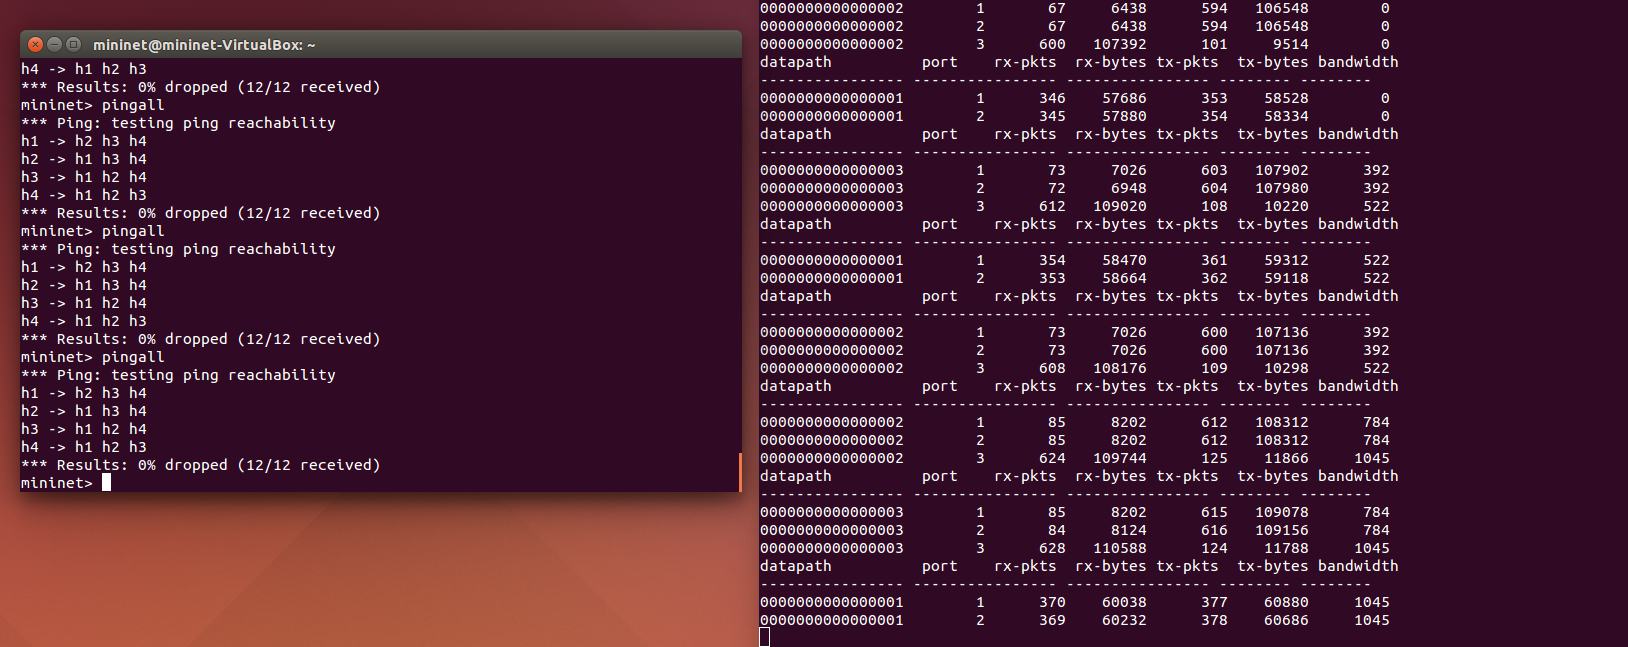 mininet@mininet-VirtualBox: ~
h4 -> h1 h2 h3
*** Results: 0% dropped (12/12 received)
mininet> pingall
*** Ping: testing ping reachability
h1 -> h2 h3 h4
h2 -> h1 h3 h4
h3 -> h1 h2 h4
h4 -> h1 h2 h3
*** Results: 0% dropped (12/12 received)
mininet> pingall
*** Ping: testing ping reachability
h1 -> h2 h3 h4
h2 -> h1 h3 h4
h3 -> h1 h2 h4
h4 -> h1 h2 h3
*** Results: 0% dropped (12/12 received)
mininet> pingall
*** Ping: testing ping reachability
h1 -> h2 h3 h4
h2 -> h1 h3 h4
h3 -> h1 h2 h4
h4 -> h1 h2 h3
*** Results: 0% dropped (12/12 received)
mininet>
0000000000000002 1 67 6438 594 106548 0
0000000000000002 2 67 6438 594 106548 0
0000000000000002 3 600 107392 101 9514 0
datapath port rx-pkts rx-bytes tx-pkts tx-bytes bandwidth
---------------- ---------------- ---------------- -------- --------
0000000000000001 1 346 57686 353 58528 0
0000000000000001 2 345 57880 354 58334 0
datapath port rx-pkts rx-bytes tx-pkts tx-bytes bandwidth
---------------- ---------------- ---------------- -------- --------
0000000000000003 1 73 7026 603 107902 392
0000000000000003 2 72 6948 604 107980 392
0000000000000003 3 612 109020 108 10220 522
datapath port rx-pkts rx-bytes tx-pkts tx-bytes bandwidth
---------------- ---------------- ---------------- -------- --------
0000000000000001 1 354 58470 361 59312 522
0000000000000001 2 353 58664 362 59118 522
datapath port rx-pkts rx-bytes tx-pkts tx-bytes bandwidth
---------------- ---------------- ---------------- -------- --------
0000000000000002 1 73 7026 600 107136 392
0000000000000002 2 73 7026 600 107136 392
0000000000000002 3 608 108176 109 10298 522
datapath port rx-pkts rx-bytes tx-pkts tx-bytes bandwidth
---------------- ---------------- ---------------- -------- --------
0000000000000002 1 85 8202 612 108312 784
0000000000000002 2 85 8202 612 108312 784
0000000000000002 3 624 109744 125 11866 1045
datapath port rx-pkts rx-bytes tx-pkts tx-bytes bandwidth
---------------- ---------------- ---------------- -------- --------
0000000000000003 1 85 8202 615 109078 784
0000000000000003 2 84 8124 616 109156 784
0000000000000003 3 628 110588 124 11788 1045
datapath port rx-pkts rx-bytes tx-pkts tx-bytes bandwidth
---------------- ---------------- ---------------- -------- --------
0000000000000001 1 370 60038 377 60880 1045
0000000000000001 2 369 60232 378 60686 1045